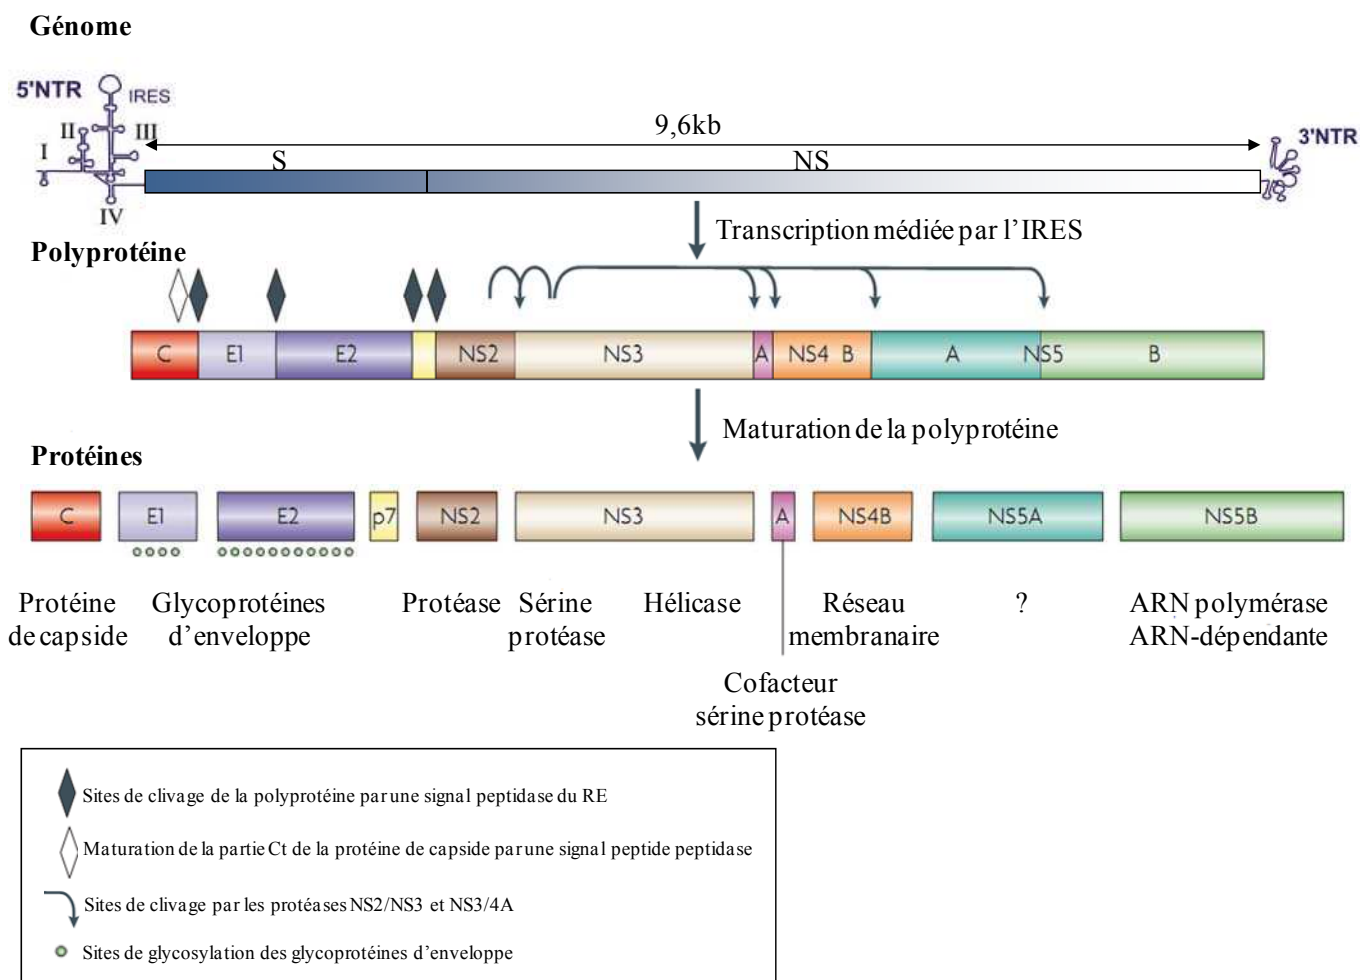 Génome
5'NTR
IRES
I
II
III
IV
9,6kb
3'NTR
S
NS
Transcription médiée par l'IRES
Polyprotéine
C
E1
E2
NS2
NS3
A
NS4 B
A
NS5
B
Maturation de la polyprotéine
Protéines
C
E1
E2
p7
NS2
NS3
A
NS4B
NS5A
NS5B
Protéine
de capside
Glycoprotéines
d'enveloppe
Protéase
Sérine
protéase
Hélicase
Réseau
membranaire
?
ARN polymérase
ARN-dépendante
Cofacteur
sérine protéase
Sites de clivage de la polyprotéine par une signal peptidase du RE
Maturation de la partie Ct de la protéine de capside par une signal peptide peptidase
Sites de clivage par les protéases NS2/NS3 et NS3/4A
Sites de glycosylation des glycoprotéines d'enveloppe